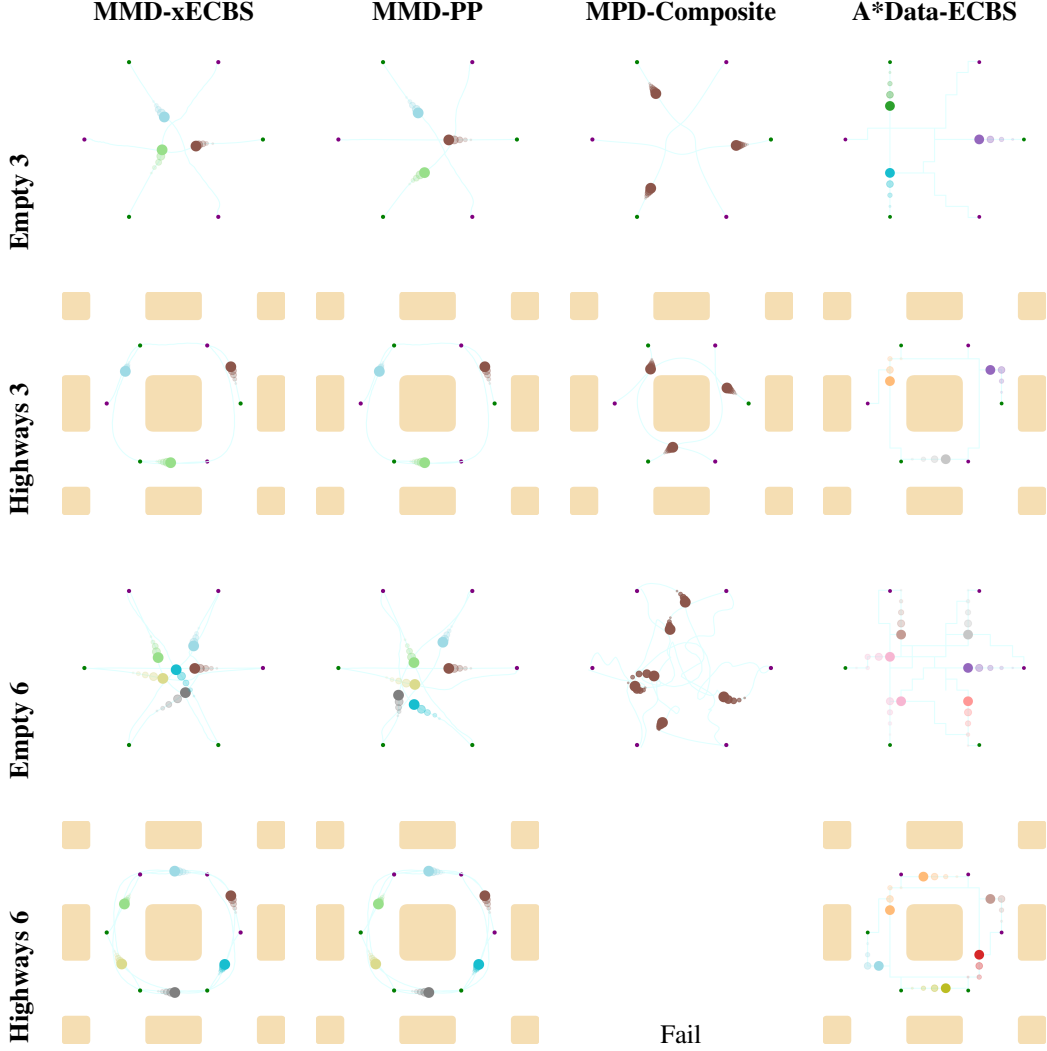 MMD-xECBS MMD-PP MPD-Composite A*Data-ECBS
Empty 3
Highways 3
Empty 6
Highways 6
Fail